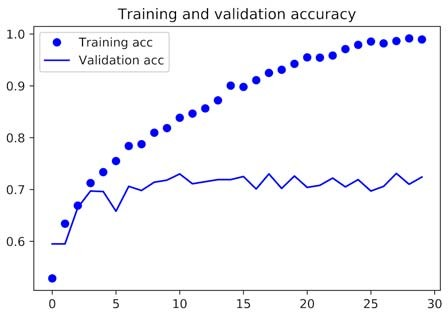 Training and validation accuracy
Training acc
Validation acc
1.0
0.9
0.8
0.7
0.6
0 5 10 15 20 25 30